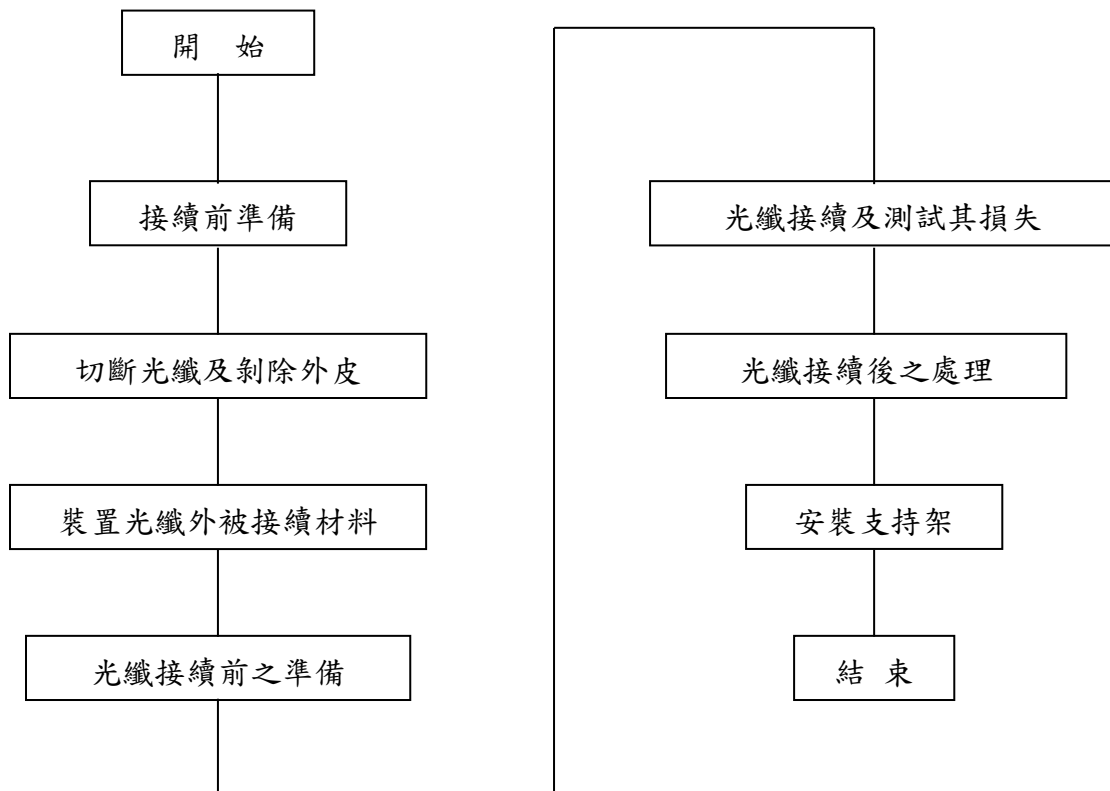 開 始
接續前準備
切斷光纖及剝除外皮
裝置光纖外被接續材料
光纖接續前之準備
光纖接續及測試其損失
光纖接續後之處理
安裝支持架
結 束